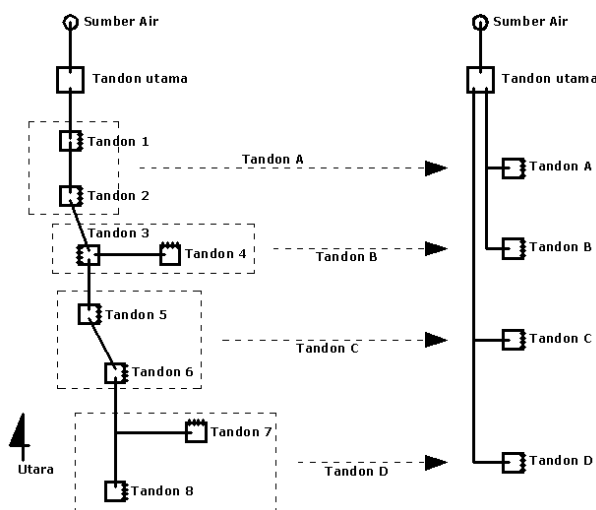 Sumber Air
Tandon utama
Tandon 1
Tandon 2
Tandon 3
Tandon 4
Tandon 5
Tandon 6
Tandon 7
Tandon 8
Utara
Tandon A
Tandon B
Tandon C
Tandon D
Sumber Air
Tandon utama
Tandon A
Tandon B
Tandon C
Tandon D